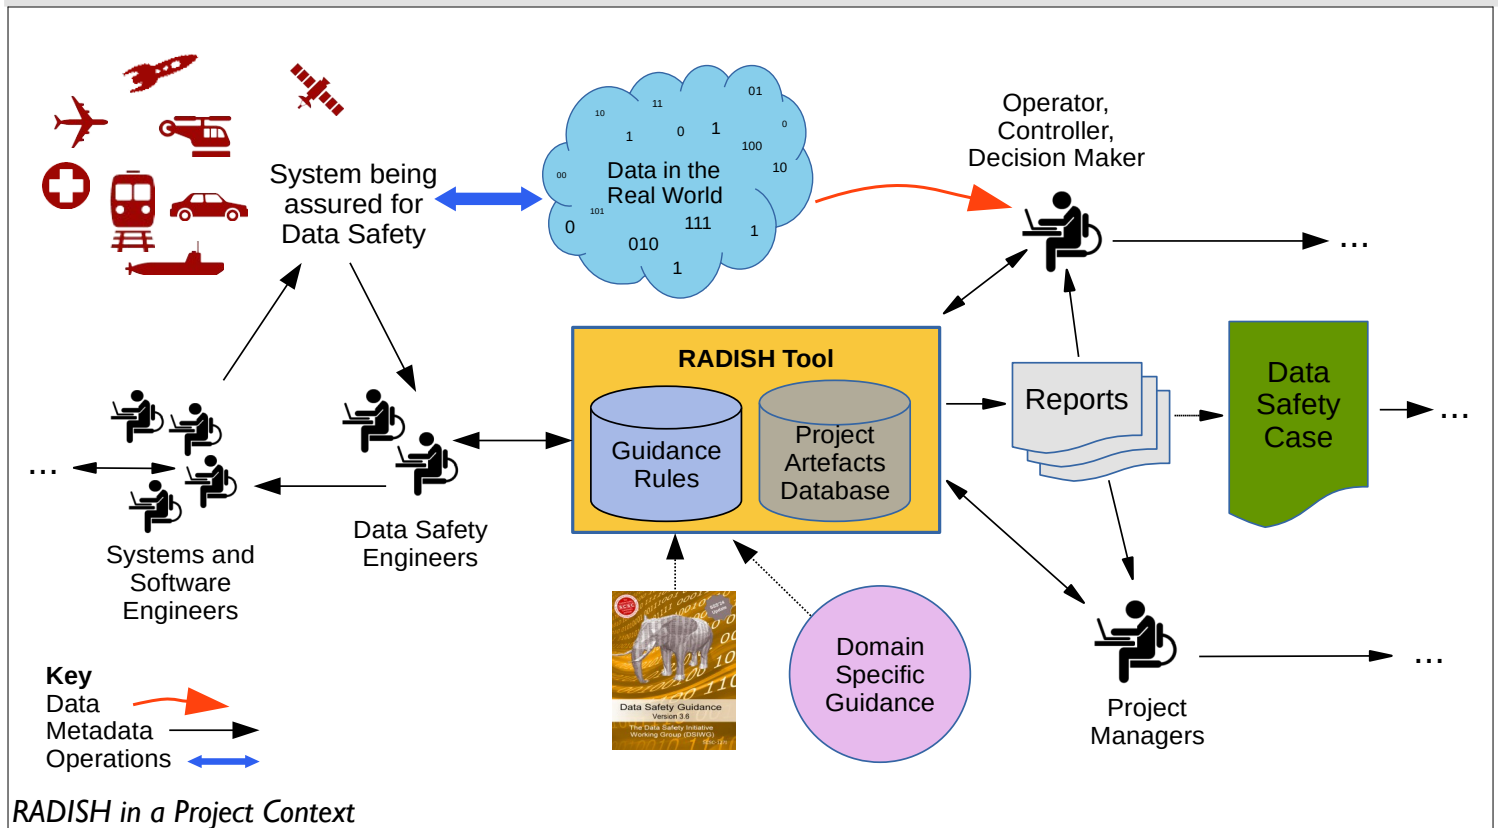 10
11
01
1
0
1
0
100
10
00
Data in the
Real World
101
0
010
111
1
1
Operator,
Controller,
Decision Maker
System being
assured for
Data Safety
...
RADISH Tool
Guidance
Rules
Project
Artefacts
Database
Reports
Data
Safety
Case
...
...
Systems and
Software
Engineers
Data Safety
Engineers
Data Safety Guidance
Version 3.6
The Data Safety Initiative
Working Group (DSIWG)
Domain
Specific
Guidance
...
Project
Managers
Key
Data
Metadata
Operations
RADISH in a Project Context